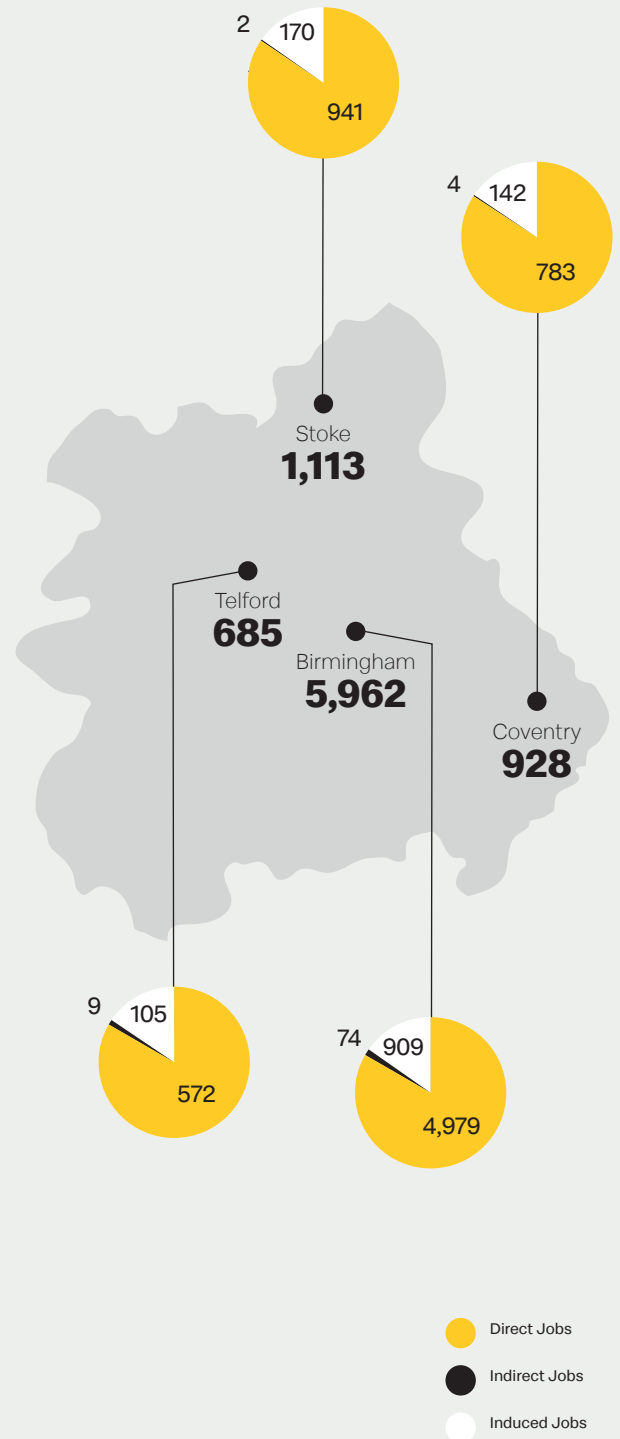 2
170
941
4
142
783
Stoke
1,113
Telford
685
Birmingham
5,962
Coventry
928
9
105
572
74
909
4,979
Direct Jobs
Indirect Jobs
Induced Jobs